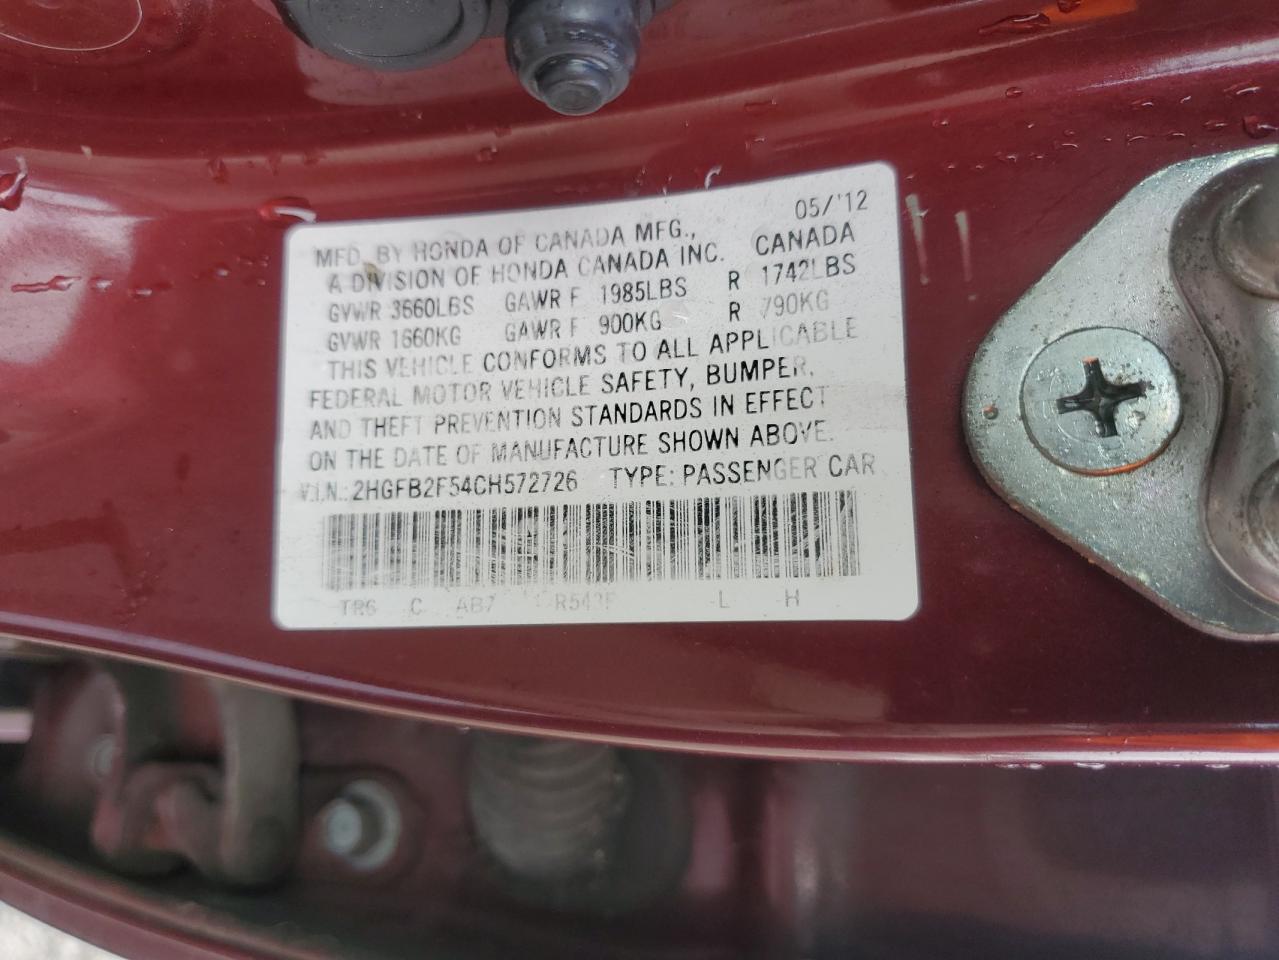 05/'12
MFD. BY HONDA OF CANADA MFG.,
A DIVISION OF HONDA CANADA INC. CANADA
GVWR 3660LBS GAWR F 1985LBS R 1742LBS
GVWR 1660KG GAWR F 900KG R 790KG
THIS VEHICLE CONFORMS TO ALL APPLICABLE
FEDERAL MOTOR VEHICLE SAFETY, BUMPER,
AND THEFT PREVENTION STANDARDS IN EFFECT
ON THE DATE OF MANUFACTURE SHOWN ABOVE.
V.I.N.: 2HGFB2F54CH572726 TYPE: PASSENGER CAR
TR6 C AB7 L H